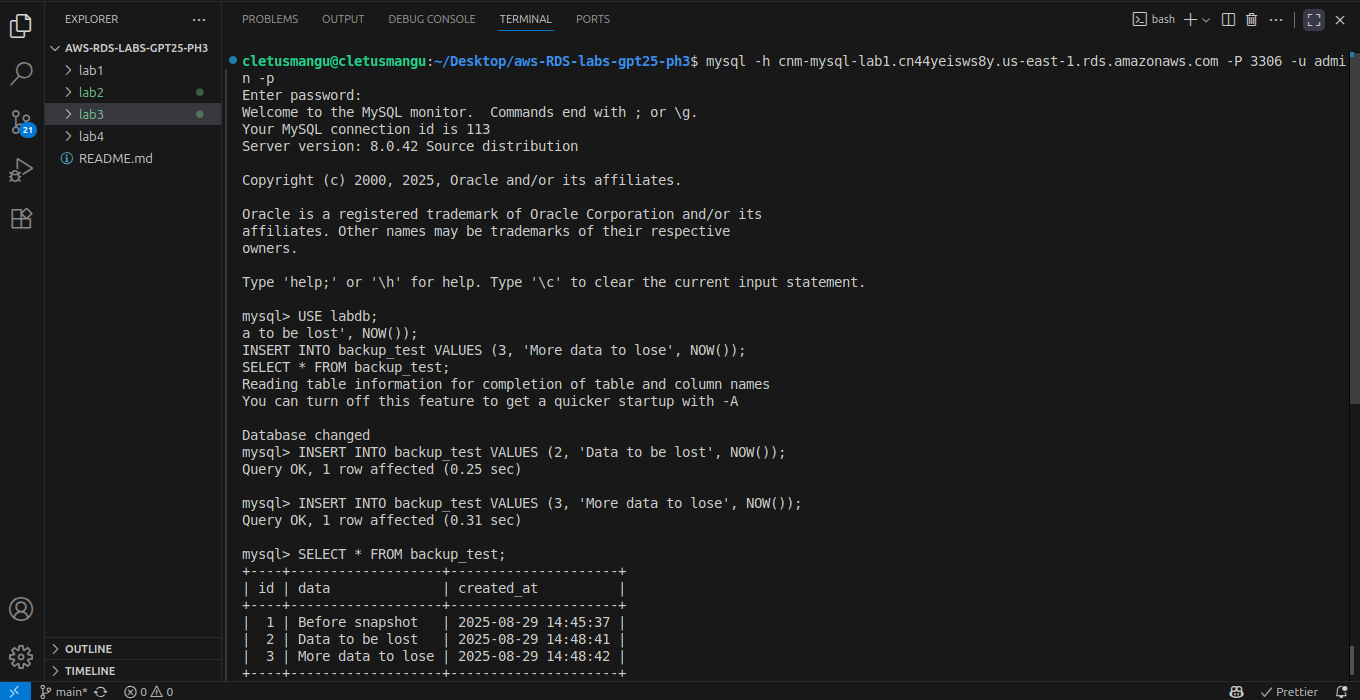 EXPLORER
PROBLEMS OUTPUT DEBUG CONSOLE TERMINAL PORTS
bash
AWS-RDS-LABS-GPT25-PH3
lab1
lab2
lab3
lab4
README.md
21
OUTLINE
TIMELINE
cletusmangu@cletusmangu:~/Desktop/aws-RDS-labs-gpt25-ph3$ mysql -h cnm-mysql-lab1.cn44yeisws8y.us-east-1.rds.amazonaws.com -P 3306 -u admi
n -p
Enter password:
Welcome to the MySQL monitor.  Commands end with ; or \g.
Your MySQL connection id is 113
Server version: 8.0.42 Source distribution
Copyright (c) 2000, 2025, Oracle and/or its affiliates.
Oracle is a registered trademark of Oracle Corporation and/or its
affiliates. Other names may be trademarks of their respective
owners.
Type 'help;' or '\h' for help. Type '\c' to clear the current input statement.
mysql> USE labdb;
a to be lost', NOW());
INSERT INTO backup_test VALUES (3, 'More data to lose', NOW());
SELECT * FROM backup_test;
Reading table information for completion of table and column names
You can turn off this feature to get a quicker startup with -A
Database changed
mysql> INSERT INTO backup_test VALUES (2, 'Data to be lost', NOW());
Query OK, 1 row affected (0.25 sec)
mysql> INSERT INTO backup_test VALUES (3, 'More data to lose', NOW());
Query OK, 1 row affected (0.31 sec)
mysql> SELECT * FROM backup_test;
+----+-------------------+---------------------+
| id | data              | created_at          |
+----+-------------------+---------------------+
|  1 | Before snapshot   | 2025-08-29 14:45:37 |
|  2 | Data to be lost   | 2025-08-29 14:48:41 |
|  3 | More data to lose | 2025-08-29 14:48:42 |
+----+-------------------+---------------------+
main* 0 0 Prettier